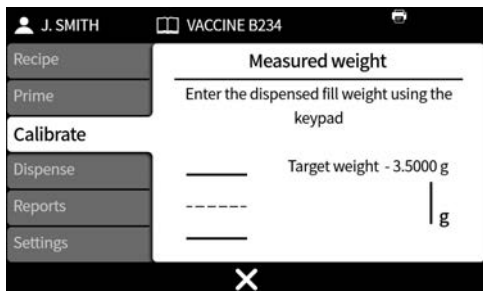 J. SMITH
VACCINE B234
Recipe
Prime
Calibrate
Dispense
Reports
Settings
Measured weight
Enter the dispensed fill weight using the
keypad
Target weight - 3.5000 g
g